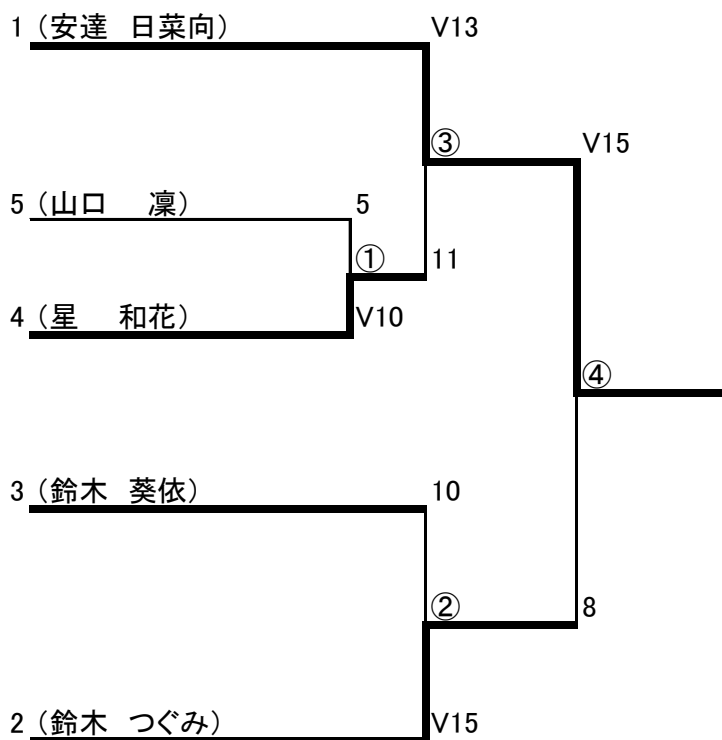 1 (安達 日菜向) V13
③ V15
5 (山口 凜) 5
① 11
4 (星 和花) V10
④
3 (鈴木 葵依) 10
② 8
2 (鈴木 つぐみ) V15